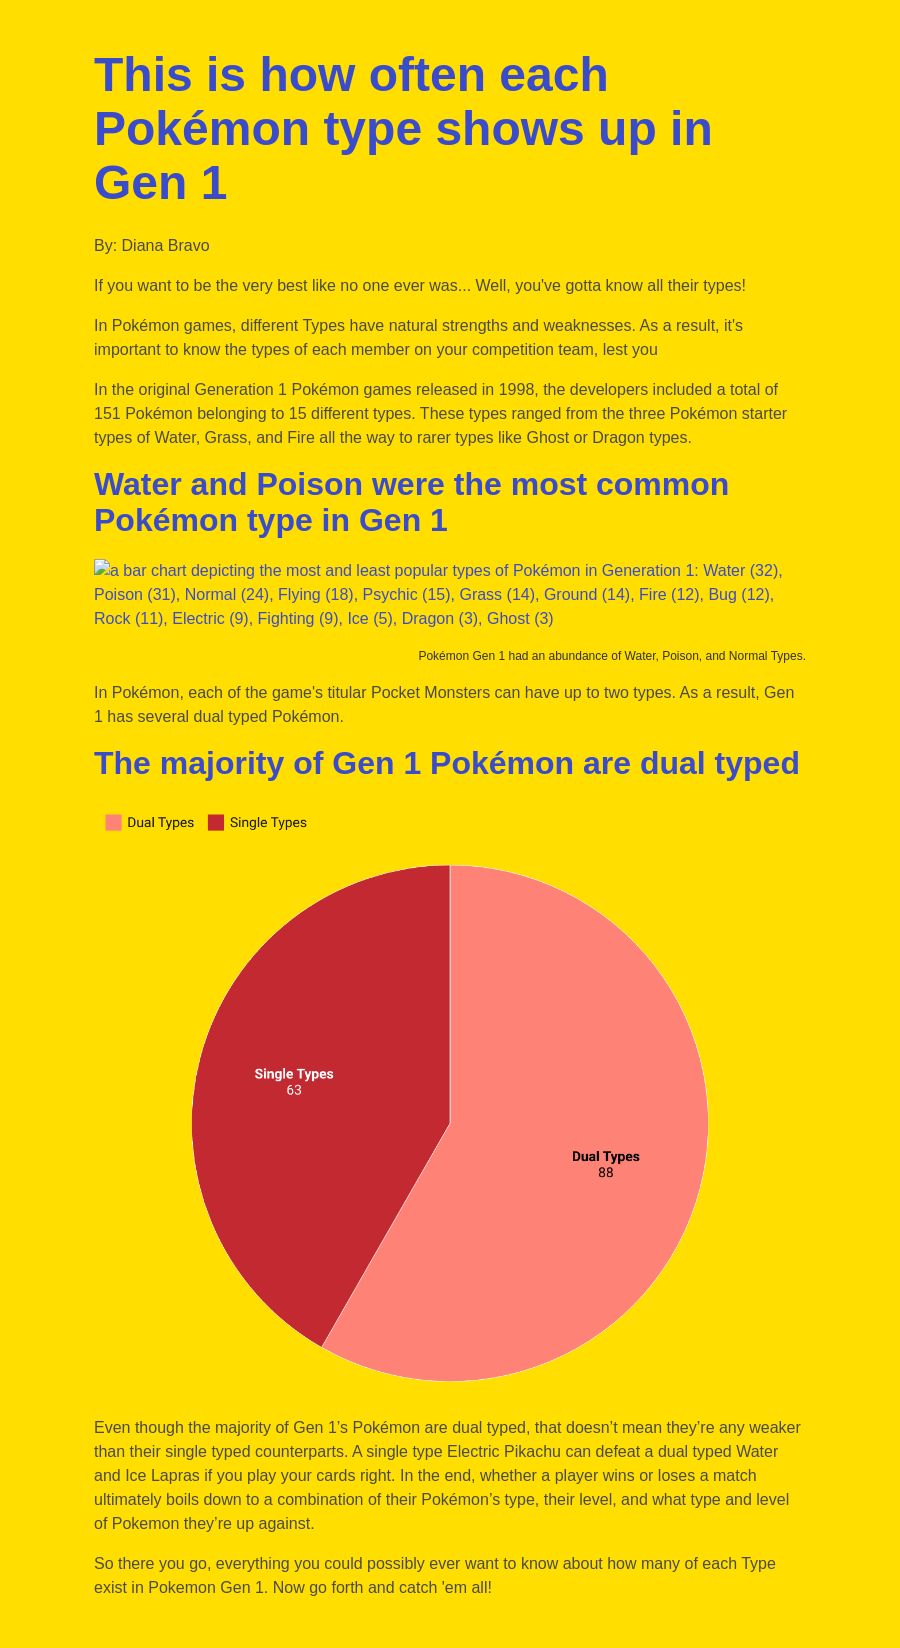 This is how often each
Pokémon type shows up in
Gen 1
By: Diana Bravo
If you want to be the very best like no one ever was... Well, you've gotta know all their types!
In Pokémon games, different Types have natural strengths and weaknesses. As a result, it's
important to know the types of each member on your competition team, lest you
In the original Generation 1 Pokémon games released in 1998, the developers included a total of
151 Pokémon belonging to 15 different types. These types ranged from the three Pokémon starter
types of Water, Grass, and Fire all the way to rarer types like Ghost or Dragon types.
Water and Poison were the most common
Pokémon type in Gen 1
a bar chart depicting the most and least popular types of Pokémon in Generation 1: Water (32),
Poison (31), Normal (24), Flying (18), Psychic (15), Grass (14), Ground (14), Fire (12), Bug (12),
Rock (11), Electric (9), Fighting (9), Ice (5), Dragon (3), Ghost (3)
Pokémon Gen 1 had an abundance of Water, Poison, and Normal Types.
In Pokémon, each of the game's titular Pocket Monsters can have up to two types. As a result, Gen
1 has several dual typed Pokémon.
The majority of Gen 1 Pokémon are dual typed
Dual Types Single Types
Single Types
63
Dual Types
88
Even though the majority of Gen 1’s Pokémon are dual typed, that doesn’t mean they’re any weaker
than their single typed counterparts. A single type Electric Pikachu can defeat a dual typed Water
and Ice Lapras if you play your cards right. In the end, whether a player wins or loses a match
ultimately boils down to a combination of their Pokémon’s type, their level, and what type and level
of Pokemon they’re up against.
So there you go, everything you could possibly ever want to know about how many of each Type
exist in Pokemon Gen 1. Now go forth and catch 'em all!